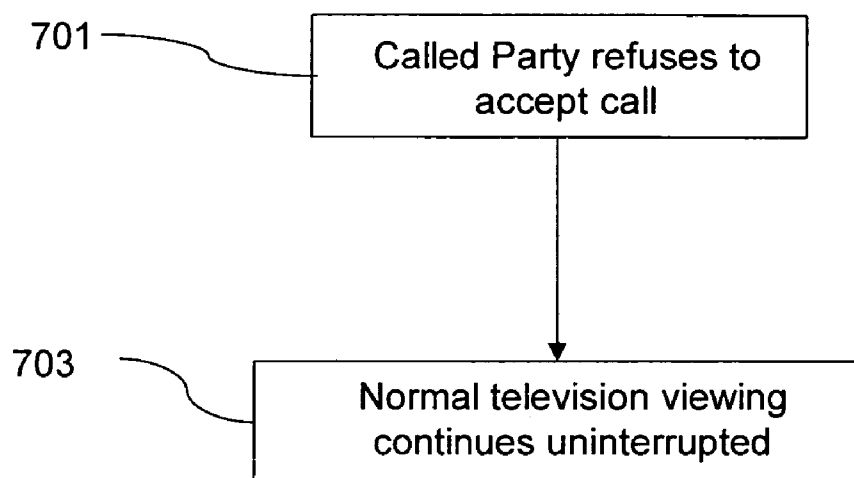 701
Called Party refuses to
accept call
703
Normal television viewing
continues uninterrupted